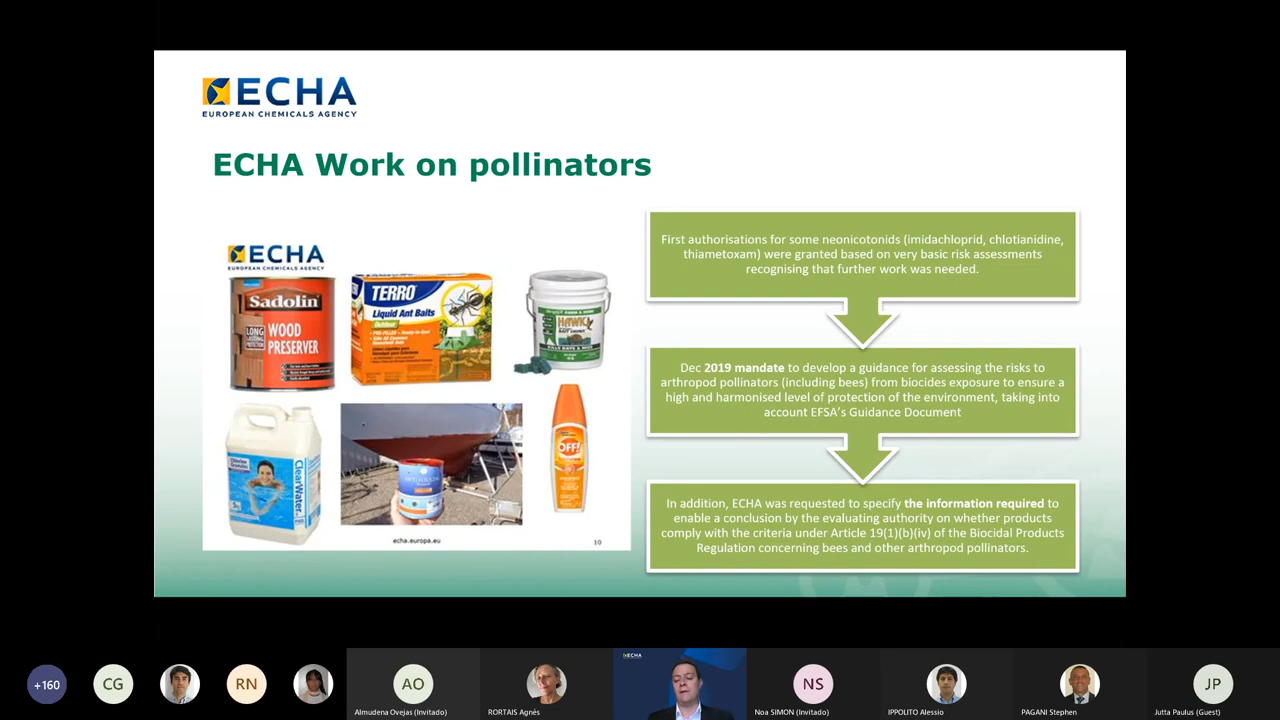 ECHA
EUROPEAN CHEMICALS AGENCY
ECHA Work on pollinators
ECHA
EUROPEAN CHEMICALS AGENCY
Sadolin
LONG
LASTING
PROTECTION
WOOD
PRESERVER
TERRO
Liquid Ant Baits
Outdoor
HAWK
OFF!
Chlorine
Granules
ClearWater
echa.europa.eu
10
First authorisations for some neonicotonids (imidachloprid, chlotianidine,
thiametoxam) were granted based on very basic risk assessments
recognising that further work was needed.
Dec 2019 mandate to develop a guidance for assessing the risks to
arthropod pollinators (including bees) from biocides exposure to ensure a
high and harmonised level of protection of the environment, taking into
account EFSA's Guidance Document
In addition, ECHA was requested to specify the information required to
enable a conclusion by the evaluating authority on whether products
comply with the criteria under Article 19(1)(b)(iv) of the Biocidal Products
Regulation concerning bees and other arthropod pollinators.
+160
CG
RN
AO
Almudena Ovejas (Invitado)
RORTAIS Agnès
ECHA
NS
Noa SIMON (Invitado)
IPPOLITO Alessio
PAGANI Stephen
JP
Jutta Paulus (Guest)